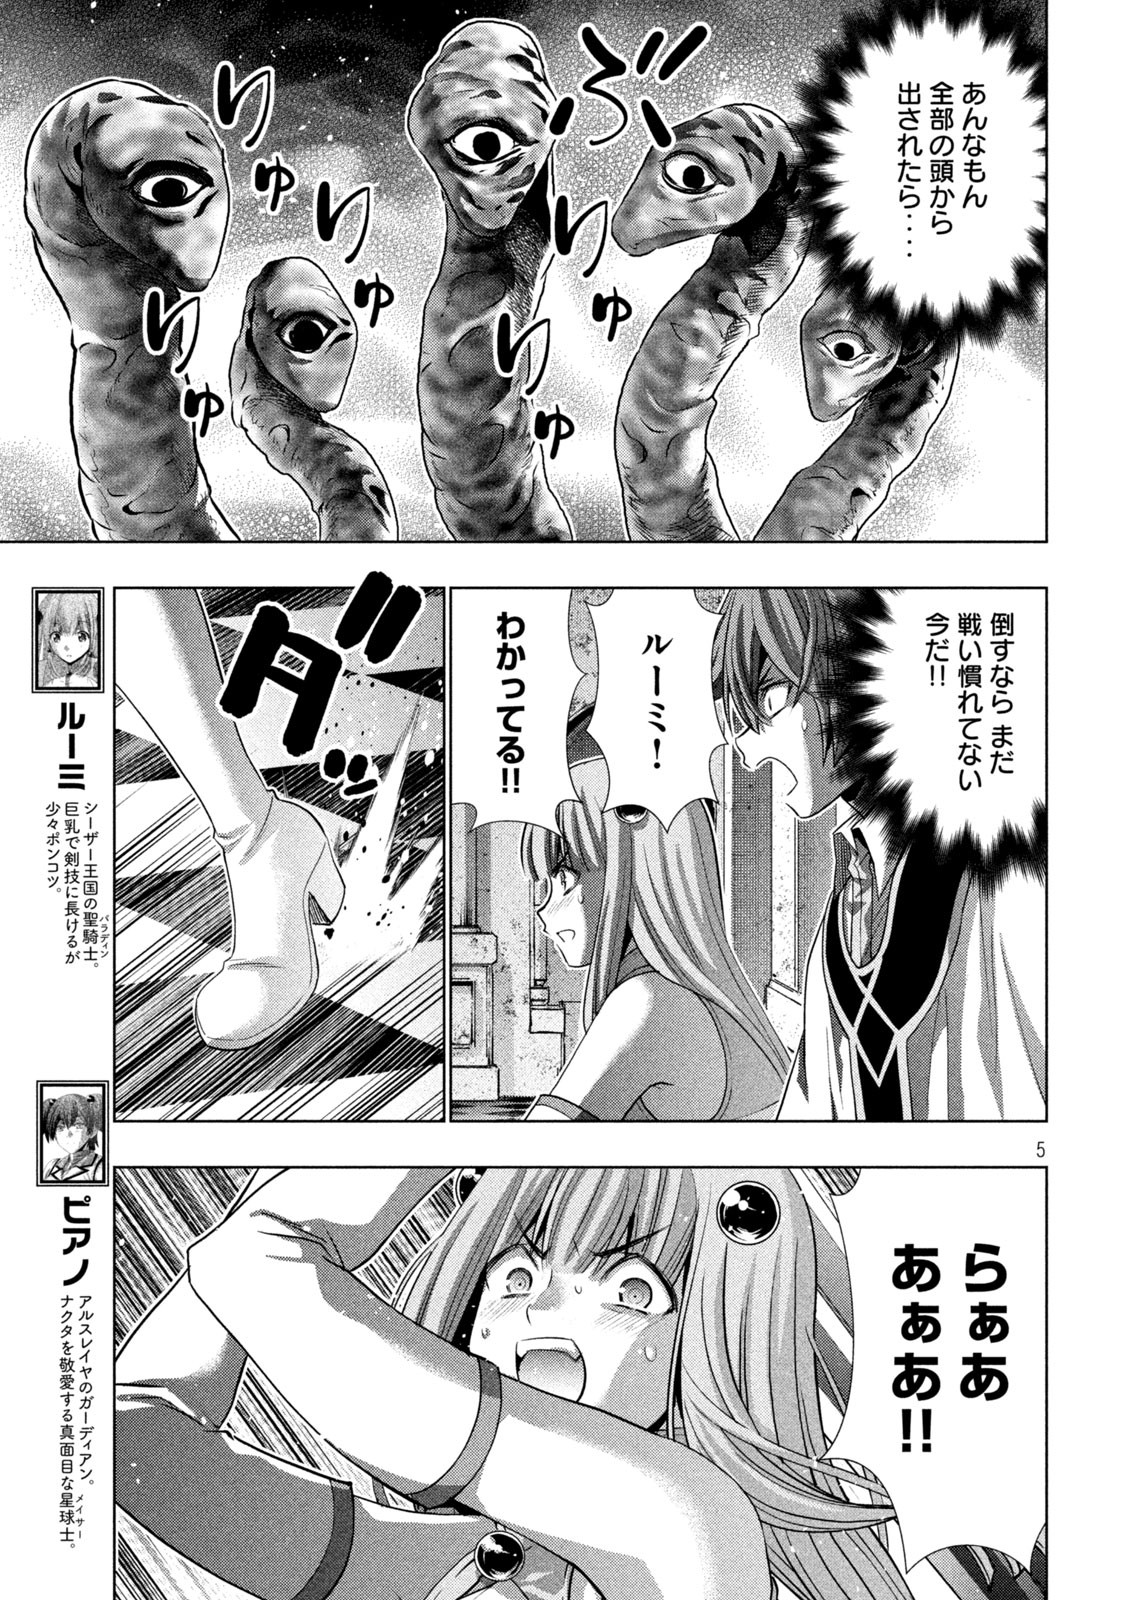 あんなもん
全部の頭から
出されたら‥‥
ぶ
りゅ
りゅ
りゅ
りゅ
りゅ
倒すなら まだ
戦い慣れてない
今だ!!
ルーミ!
わかってる!!
ダッ
らぁあ
あぁあ!!
ルーミ
シーザー王国の聖騎士。
パラディン
巨乳で剣技に長けるが
少々ポンコツ。
5
ピアノ
アルスレイヤのガーディアン。
ナクタを敬愛する真面目な星球士。
メイサー